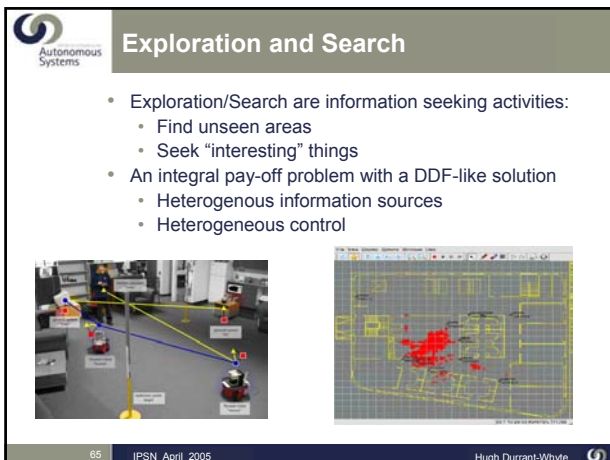 Autonomous
Systems
Exploration and Search
• Exploration/Search are information seeking activities:
• Find unseen areas
• Seek “interesting” things
• An integral pay-off problem with a DDF-like solution
• Heterogenous information sources
• Heterogeneous control
65 IPSN April 2005 Hugh Durrant-Whyte